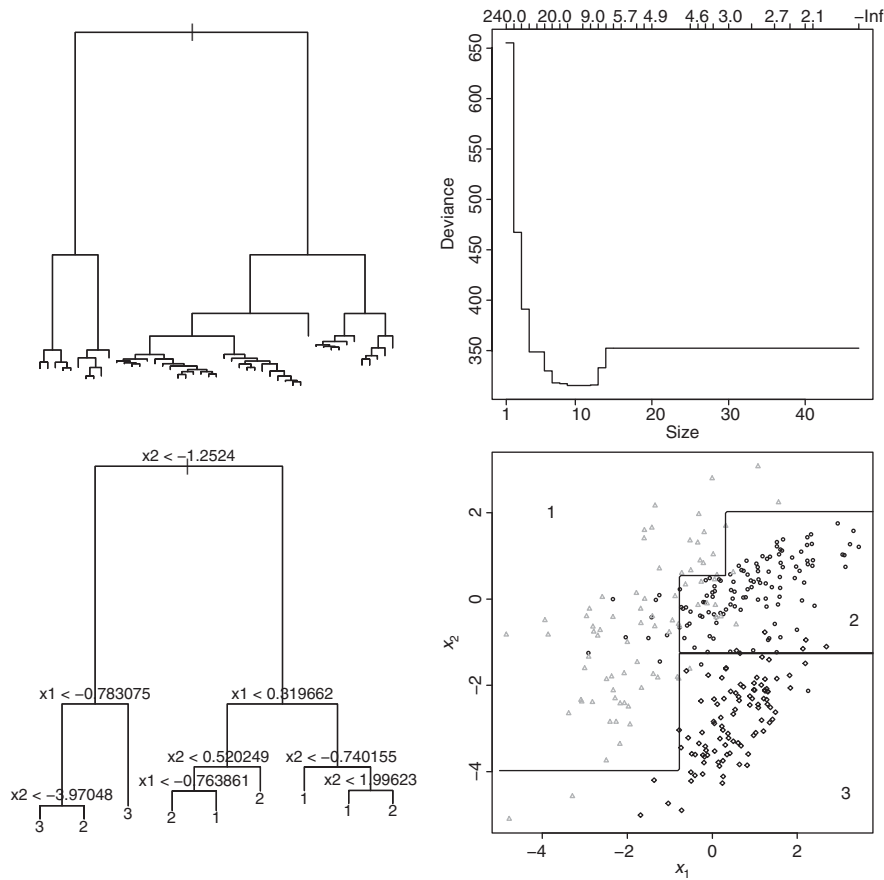 240.0 20.0 9.0 5.7 4.9 4.6 3.0 2.7 2.1 −Inf
650
600
550
500
450
400
350
Deviance
1 10 20 30 40
Size
x2 < −1.2524
x1 < −0.783075
x1 < 0.319662
x2 < −3.97048
3
3 2
x2 < 0.520249
x1 < −0.763861
2
2 1
x2 < −0.740155
1
x2 < 1.99623
1 2
2
0
−2
−4
x2
1
2
3
−4 −2 0 2
x1